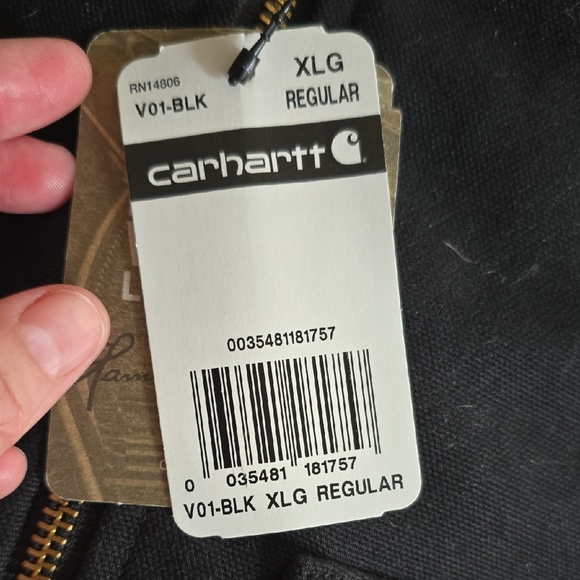 RN14806
V01-BLK
XLG
REGULAR
carhartt
0035481181757
0 035481 181757
V01-BLK XLG REGULAR